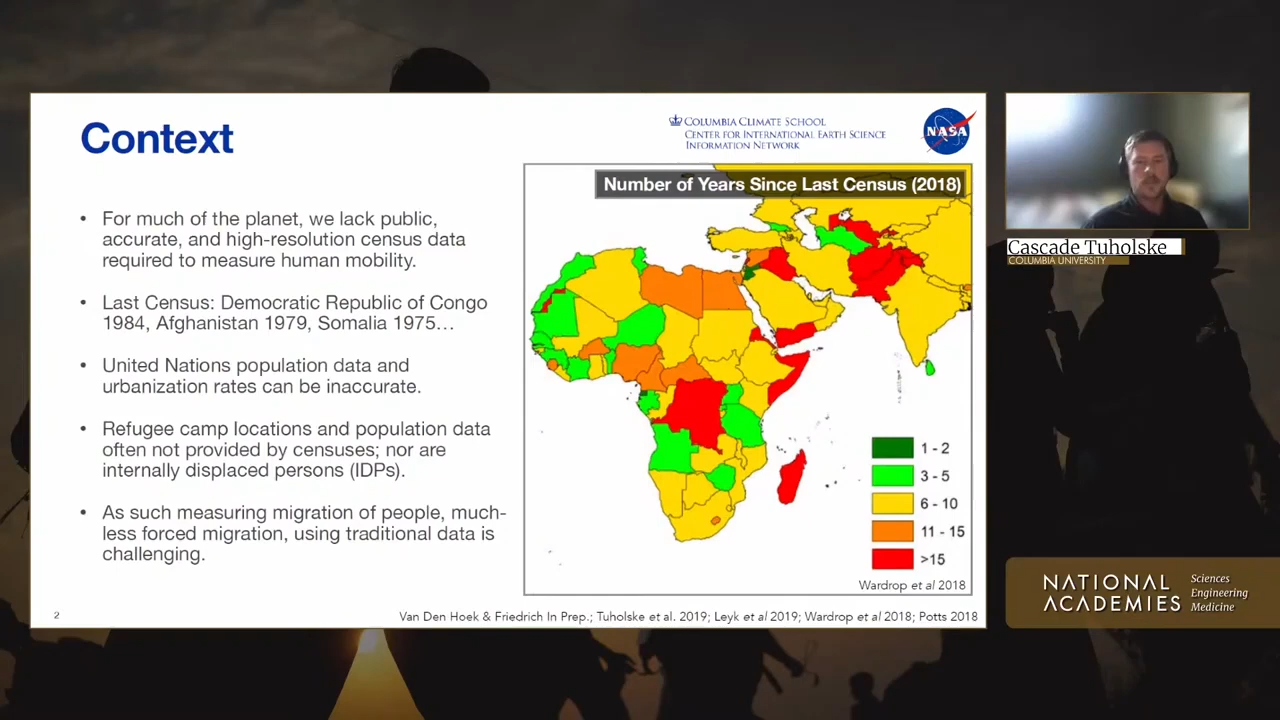 Context
COLUMBIA CLIMATE SCHOOL
CENTER FOR INTERNATIONAL EARTH SCIENCE
INFORMATION NETWORK
NASA
• For much of the planet, we lack public,
accurate, and high-resolution census data
required to measure human mobility.
• Last Census: Democratic Republic of Congo
1984, Afghanistan 1979, Somalia 1975…
• United Nations population data and
urbanization rates can be inaccurate.
• Refugee camp locations and population data
often not provided by censuses; nor are
internally displaced persons (IDPs).
• As such measuring migration of people, much-
less forced migration, using traditional data is
challenging.
Number of Years Since Last Census (2018)
1 - 2
3 - 5
6 - 10
11 - 15
>15
Wardrop et al 2018
2
Van Den Hoek & Friedrich In Prep.; Tuholske et al. 2019; Leyk et al 2019; Wardrop et al 2018; Potts 2018
Cascade Tuholske
COLUMBIA UNIVERSITY
NATIONAL
ACADEMIES
Sciences
Engineering
Medicine